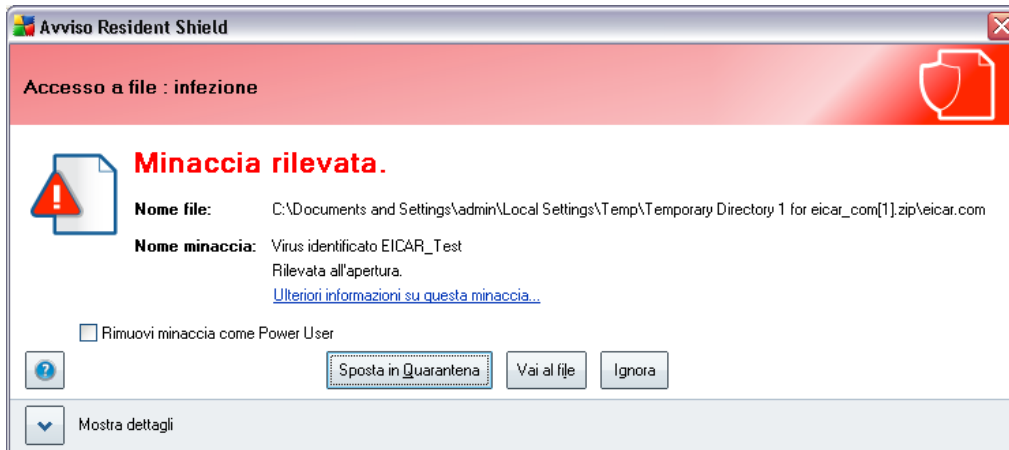 Avviso Resident Shield
Accesso a file : infezione
Minaccia rilevata.
Nome file: C:\Documents and Settings\admin\Local Settings\Temp\Temporary Directory 1 for eicar_com[1].zip\eicar.com
Nome minaccia: Virus identificato EICAR_Test
Rilevata all'apertura.
Ulteriori informazioni su questa minaccia...
Rimuovi minaccia come Power User
Sposta in Quarantena Vai al file Ignora
Mostra dettagli